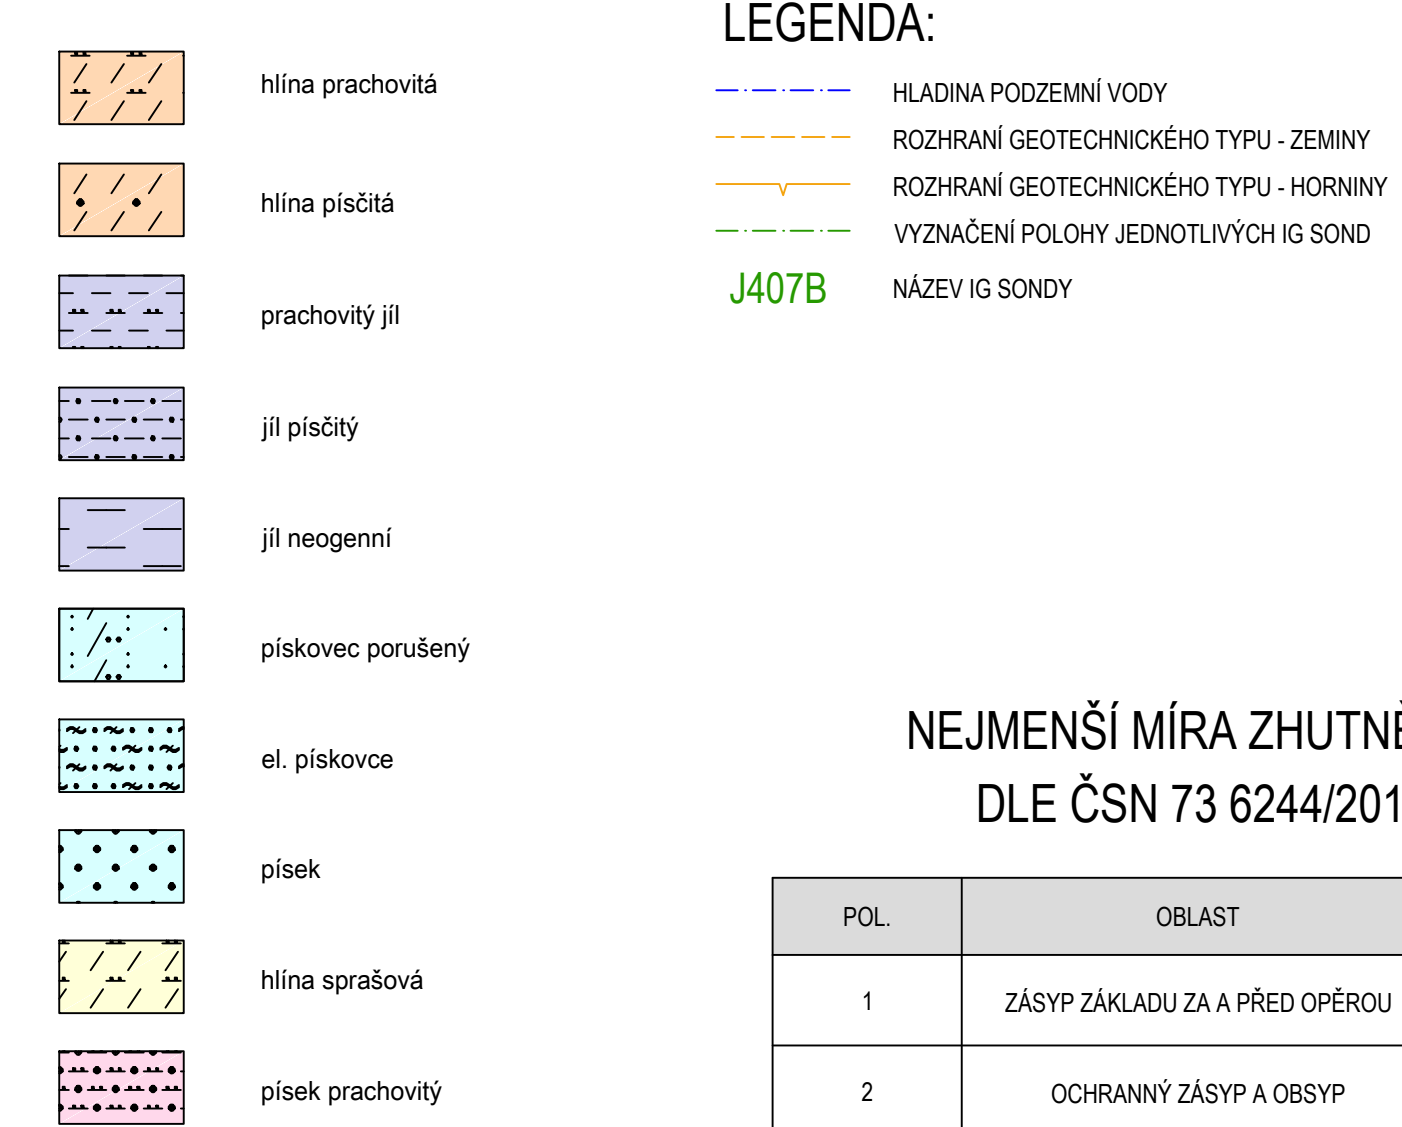 hlína prachovitá
hlína písčitá
prachovitý jíl
jíl písčitý
jíl neogenní
pískovec porušený
el. pískovce
písek
hlína sprašová
písek prachovitý
LEGENDA:
HLADINA PODZEMNÍ VODY
ROZHRANÍ GEOTECHNICKÉHO TYPU - ZEMINY
ROZHRANÍ GEOTECHNICKÉHO TYPU - HORNINY
VYZNAČENÍ POLOHY JEDNOTLIVÝCH IG SOND
J407B NÁZEV IG SONDY
NEJMENŠÍ MÍRA ZHUTNĚ
DLE ČSN 73 6244/201
POL. OBLAST
1 ZÁSYP ZÁKLADU ZA A PŘED OPĚROU
2 OCHRANNÝ ZÁSYP A OBSYP